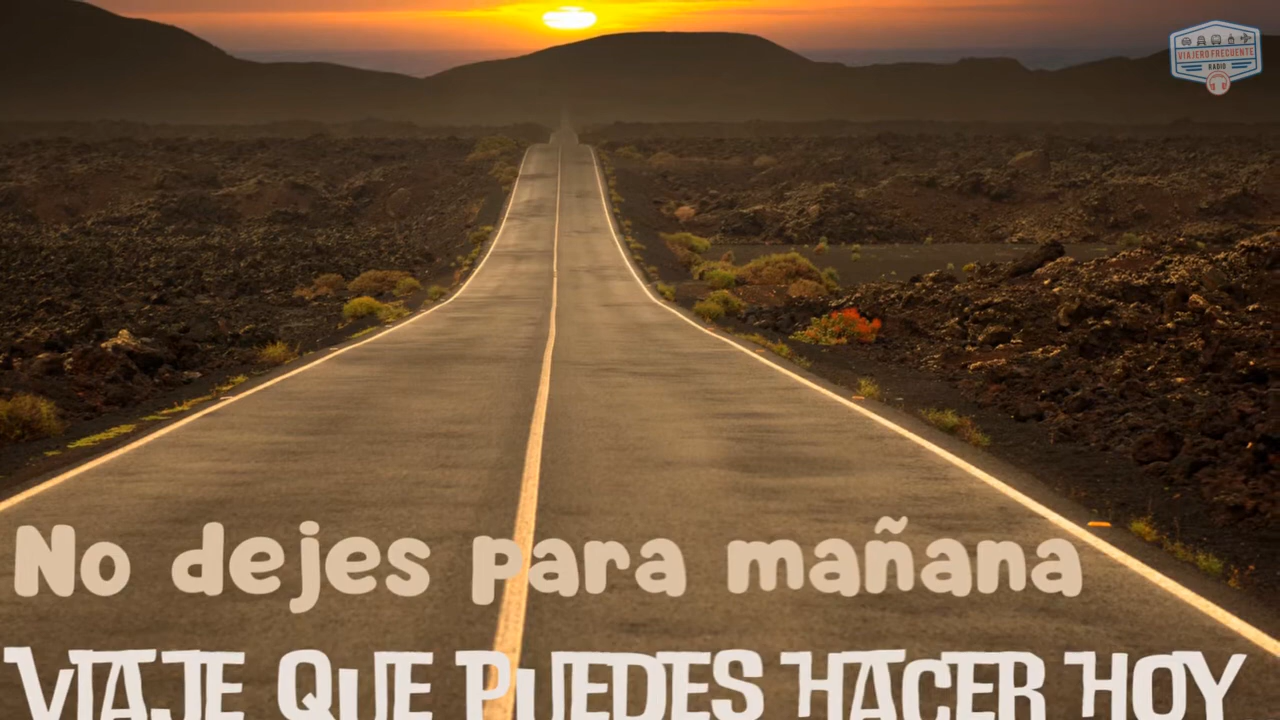 VIAJERO FRECUENTE
RADIO
No dejes para mañana
VIAJE QUE PUEDES HACER HOY